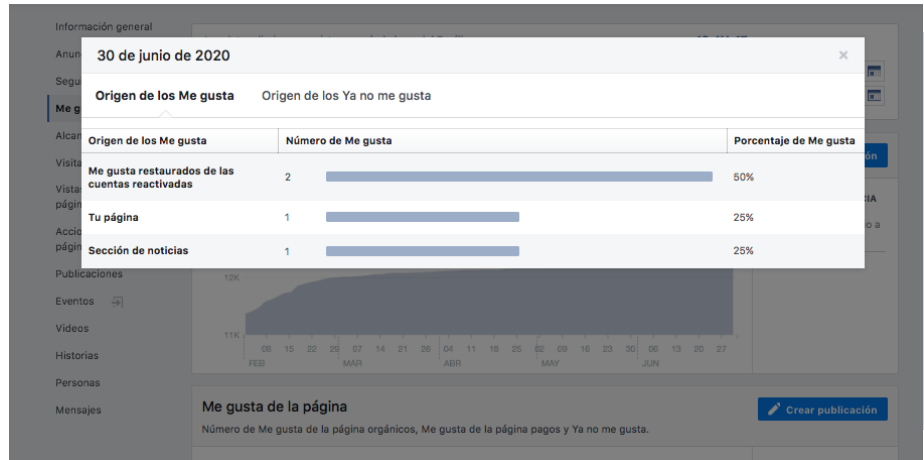 Información general
30 de junio de 2020
×
Anun
Segui
Origen de los Me gusta
Origen de los Ya no me gusta
Me g
Alcan
Origen de los Me gusta
Número de Me gusta
Porcentaje de Me gusta
ón
Visita
Me gusta restaurados de las
cuentas reactivadas
2
50%
Vista
págin
IA
Tu página
1
25%
Accio
págin
o a
Sección de noticias
1
25%
Publicaciones
12K
Eventos
Videos
11K
08 15 22 29 07 14 21 28 04 11 18 25 02 09 16 23 30 06 13 20 27
FEB MAR ABR MAY JUN
Historias
Personas
Mensajes
Me gusta de la página
Crear publicación
Número de Me gusta de la página orgánicos, Me gusta de la página pagos y Ya no me gusta.